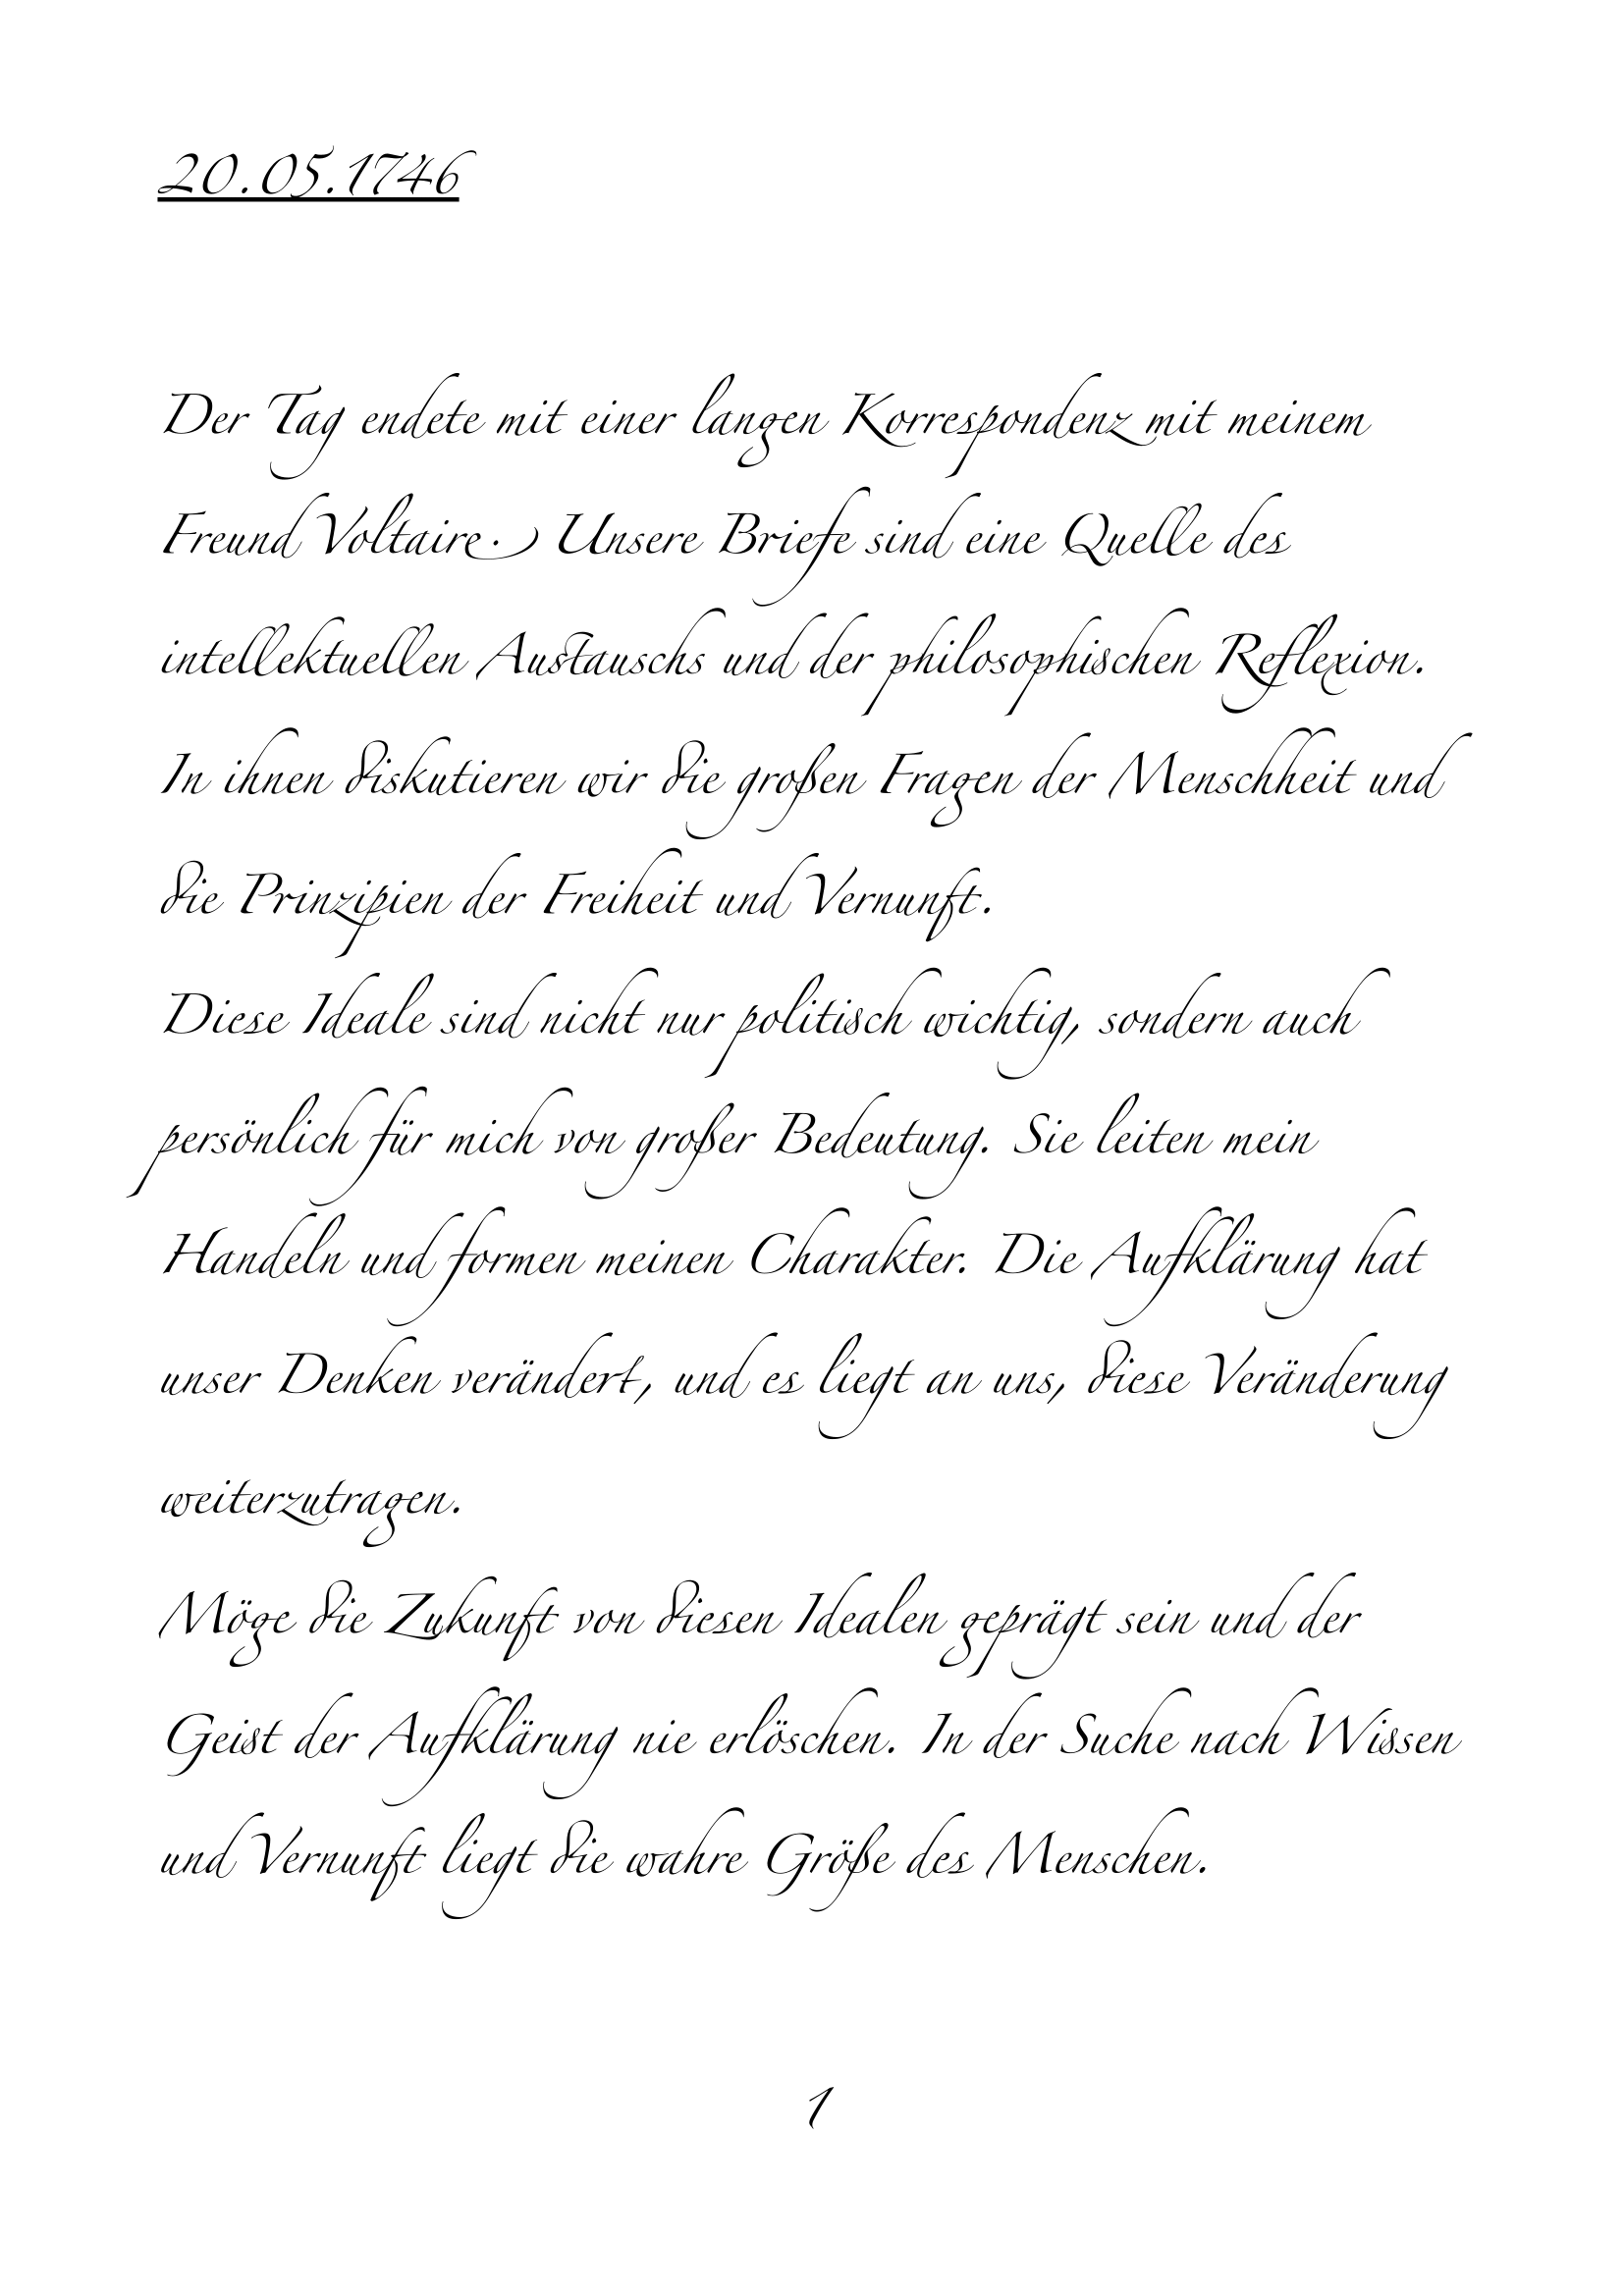 20.05.1746
Der Tag endete mit einer langen Korrespondenz mit meinem
Freund Voltaire. Unsere Briefe sind eine Quelle des
intellektuellen Austauschs und der philosophischen Reflexion.
In ihnen diskutieren wir die großen Fragen der Menschheit und
die Prinzipien der Freiheit und Vernunft.
Diese Ideale sind nicht nur politisch wichtig, sondern auch
persönlich für mich von großer Bedeutung. Sie leiten mein
Handeln und formen meinen Charakter. Die Aufklärung hat
unser Denken verändert, und es liegt an uns, diese Veränderung
weiterzutragen.
Möge die Zukunft von diesen Idealen geprägt sein und der
Geist der Aufklärung nie erlöschen. In der Suche nach Wissen
und Vernunft liegt die wahre Größe des Menschen.
1